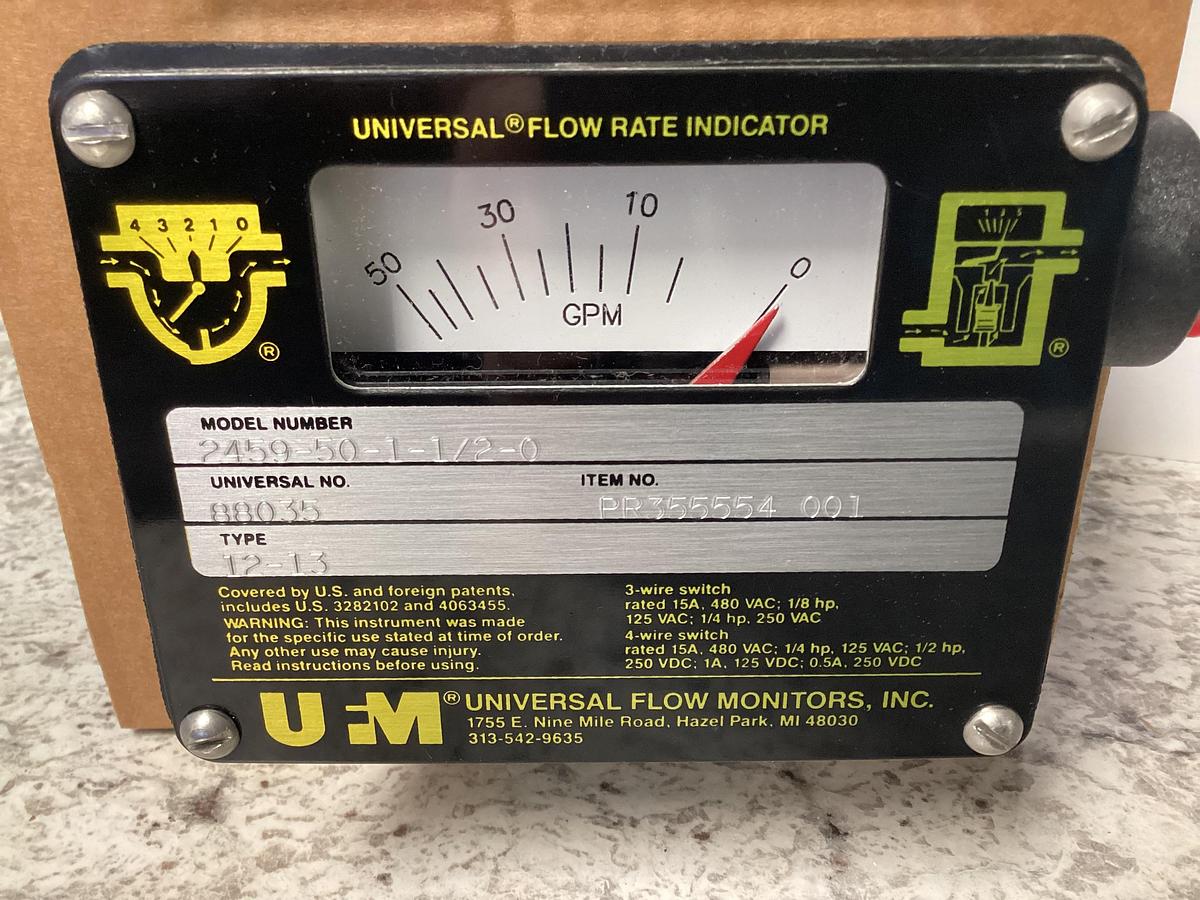 UNIVERSAL® FLOW RATE INDICATOR
4 3 2 1 0
50 30 10 0
GPM
®
®
MODEL NUMBER
2459-50-1-1/2-0
UNIVERSAL NO. ITEM NO.
88035 PR355554 001
TYPE
12-13
Covered by U.S. and foreign patents,
includes U.S. 3282102 and 4063455.
WARNING: This instrument was made
for the specific use stated at time of order.
Any other use may cause injury.
Read instructions before using.
3-wire switch
rated 15A, 480 VAC; 1/8 hp,
125 VAC; 1/4 hp, 250 VAC
4-wire switch
rated 15A, 480 VAC; 1/4 hp, 125 VAC; 1/2 hp,
250 VDC; 1A, 125 VDC; 0.5A, 250 VDC
UFM® UNIVERSAL FLOW MONITORS, INC.
1755 E. Nine Mile Road, Hazel Park, MI 48030
313-542-9635